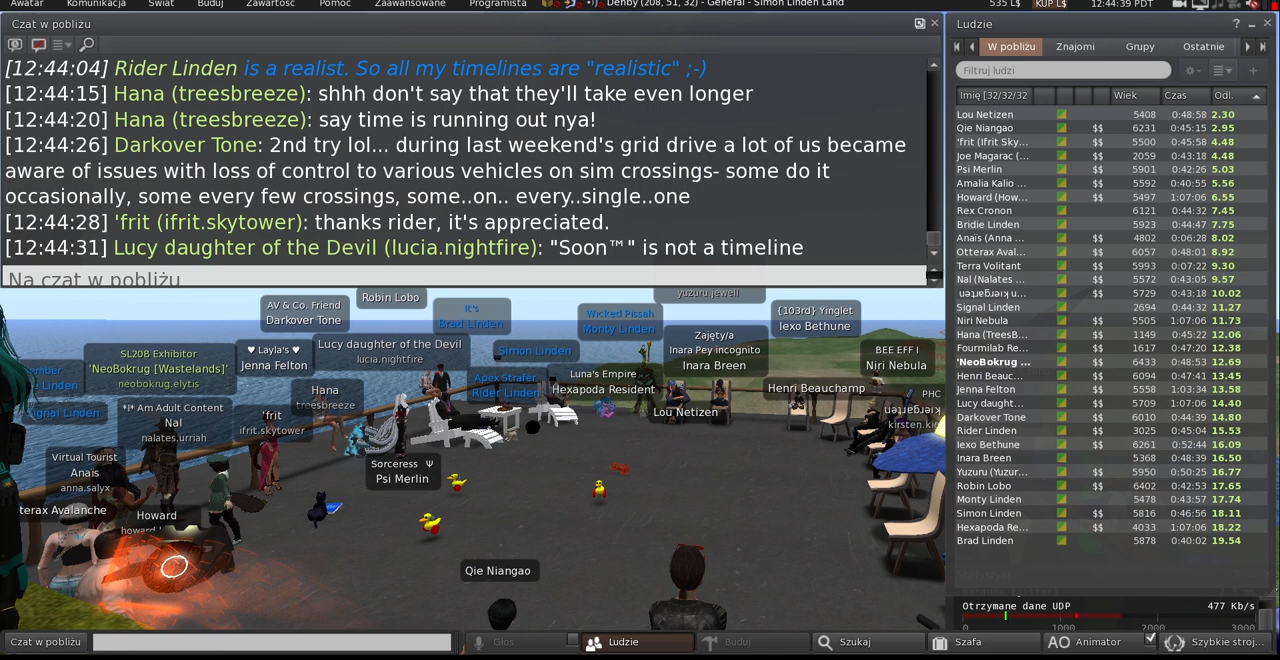 Awatar Komunikacja Świat Buduj Zawartość Pomoc Zaawansowane Programista Denby (208, 51, 32) - General - Simon Linden Land 535 L$ KUP L$ 12:44:39 PDT
Czat w pobliżu
[12:44:04] Rider Linden is a realist. So all my timelines are "realistic" ;-)
[12:44:15] Hana (treesbreeze): shhh don't say that they'll take even longer
[12:44:20] Hana (treesbreeze): say time is running out nya!
[12:44:26] Darkover Tone: 2nd try lol... during last weekend's grid drive a lot of us became
aware of issues with loss of control to various vehicles on sim crossings- some do it
occasionally, some every few crossings, some..on.. every..single..one
[12:44:28] 'frit (ifrit.skytower): thanks rider, it's appreciated.
[12:44:31] Lucy daughter of the Devil (lucia.nightfire): "Soon™" is not a timeline
Na czat w pobliżu
AV & Co. Friend
Darkover Tone
Robin Lobo
It's
Brad Linden
yuzuru.jewell
Wicked Pissah
Monty Linden
{103rd} Yinglet
Iexo Bethune
SL20B Exhibitor
'NeoBokrug [Wastelands]'
neobokrug.elytis
♥ Layla's ♥
Jenna Felton
Lucy daughter of the Devil
lucia.nightfire
Simon Linden
Zajęty/a
Inara Pey incognito
Inara Breen
BEE EFF I
Niri Nebula
ember
e Linden
Signal Linden
Hana
treesbreeze
Apex Strafer
Rider Linden
Luna's Empire
Hexapoda Resident
Henri Beauchamp
Lou Netizen
PHC
kirsten.ki
*I* Am Adult Content
Nal
nalates.urriah
'frit
ifrit.skytower
Virtual Tourist
Anais
anna.salyx
Sorceress Ψ
Psi Merlin
terax Avalanche
Howard
Qie Niangao
Czat w pobliżu Głos Ludzie Buduj Szukaj Szafa AO Animator Szybkie stroj...
Ludzie
W pobliżu Znajomi Grupy Ostatnie
Filtruj ludzi
Imię [32/32/32 Wiek Czas Odl.
Lou Netizen 5408 0:48:58 2.30
Qie Niangao $$ 6231 0:45:15 2.95
'frit (Ifrit Sky... $$ 5500 0:45:58 4.48
Joe Magarac (... $$ 2059 0:43:18 4.48
Psi Merlin $$ 5901 0:42:26 5.03
Amalia Kalio ... $$ 5592 0:40:55 5.56
Howard (How... $$ 5497 1:07:06 6.55
Rex Cronon 6121 0:44:32 7.45
Bridie Linden 5923 0:44:47 7.75
Anaïs (Anna ... $$ 4802 0:06:28 8.02
Otterax Aval... $$ 6057 0:48:01 8.92
Terra Volitant $$ 5993 0:07:22 9.30
Nal (Nalates ... $$ 5572 0:43:05 9.57
$$ 5729 0:43:18 10.02
Signal Linden 2694 0:44:32 11.27
Niri Nebula $$ 5505 1:07:06 11.73
Hana (TreesB... $$ 1149 0:45:22 12.06
Fourmilab Re... $$ 1617 0:47:20 12.38
'NeoBokrug ... $$ 6433 0:48:53 12.69
Henri Beauc... $$ 6094 0:47:41 13.45
Jenna Felton $$ 5558 1:03:34 13.58
Lucy daught... $$ 5709 1:07:06 14.40
Darkover Tone $$ 6010 0:44:39 14.80
Rider Linden $$ 3025 0:45:04 15.53
Iexo Bethune $$ 6261 0:52:44 16.09
Inara Breen 5368 0:48:39 16.50
Yuzuru (Yuzur... $$ 5950 0:50:25 16.77
Robin Lobo $$ 6402 0:42:53 17.65
Monty Linden 5478 0:43:57 17.74
Simon Linden $$ 5816 0:46:56 18.11
Hexapoda Re... $$ 4033 1:07:06 18.22
Brad Linden 5878 0:40:02 19.54
Otrzymane dane UDP 477 Kb/s
0 1000 2000 3000